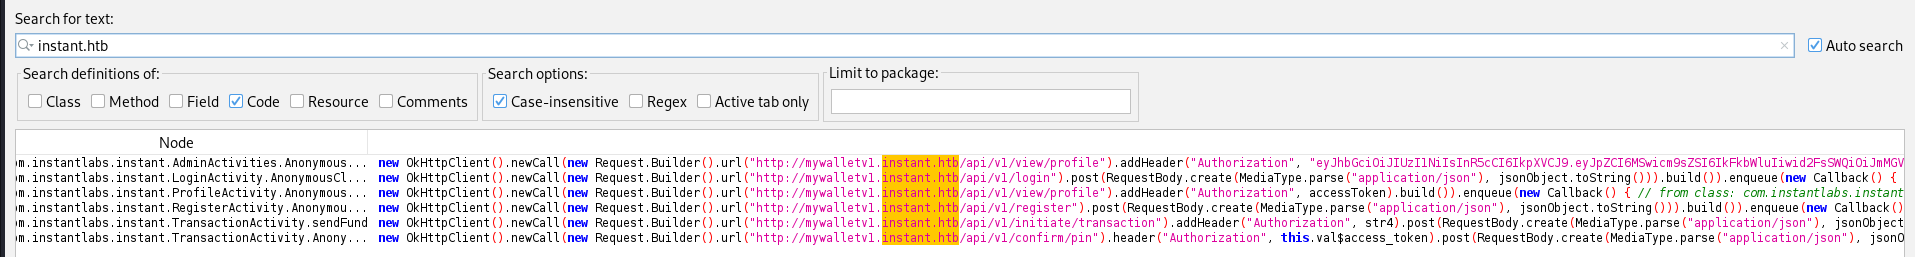 Search for text:
instant.htb
Auto search
Search definitions of:
Search options:
Limit to package:
Class Method Field Code Resource Comments
Case-insensitive Regex Active tab only
Node
m.instantlabs.instant.AdminActivities.Anonymous... new OkHttpClient().newCall(new Request.Builder().url("http://mywalletv1.instant.htb/api/v1/view/profile").addHeader("Authorization", "eyJhbGciOiJIUzI1NiIsInR5cCI6IkpXVCJ9.eyJpZCI6MSwicm9sZSI6IkFkbWluIiwid2FsSWQiOiJmMGV
m.instantlabs.instant.LoginActivity.AnonymousCl... new OkHttpClient().newCall(new Request.Builder().url("http://mywalletv1.instant.htb/api/v1/login").post(RequestBody.create(MediaType.parse("application/json"), jsonObject.toString())).build()).enqueue(new Callback() {
m.instantlabs.instant.ProfileActivity.Anonymous... new OkHttpClient().newCall(new Request.Builder().url("http://mywalletv1.instant.htb/api/v1/view/profile").addHeader("Authorization", accessToken).build()).enqueue(new Callback() { // from class: com.instantlabs.instant
m.instantlabs.instant.RegisterActivity.Anonymou... new OkHttpClient().newCall(new Request.Builder().url("http://mywalletv1.instant.htb/api/v1/register").post(RequestBody.create(MediaType.parse("application/json"), jsonObject.toString())).build()).enqueue(new Callback()
m.instantlabs.instant.TransactionActivity.sendFund new OkHttpClient().newCall(new Request.Builder().url("http://mywalletv1.instant.htb/api/v1/initiate/transaction").addHeader("Authorization", str4).post(RequestBody.create(MediaType.parse("application/json"), jsonObject
m.instantlabs.instant.TransactionActivity.Anony... new OkHttpClient().newCall(new Request.Builder().url("http://mywalletv1.instant.htb/api/v1/confirm/pin").header("Authorization", this.val$access_token).post(RequestBody.create(MediaType.parse("application/json"), jsonO